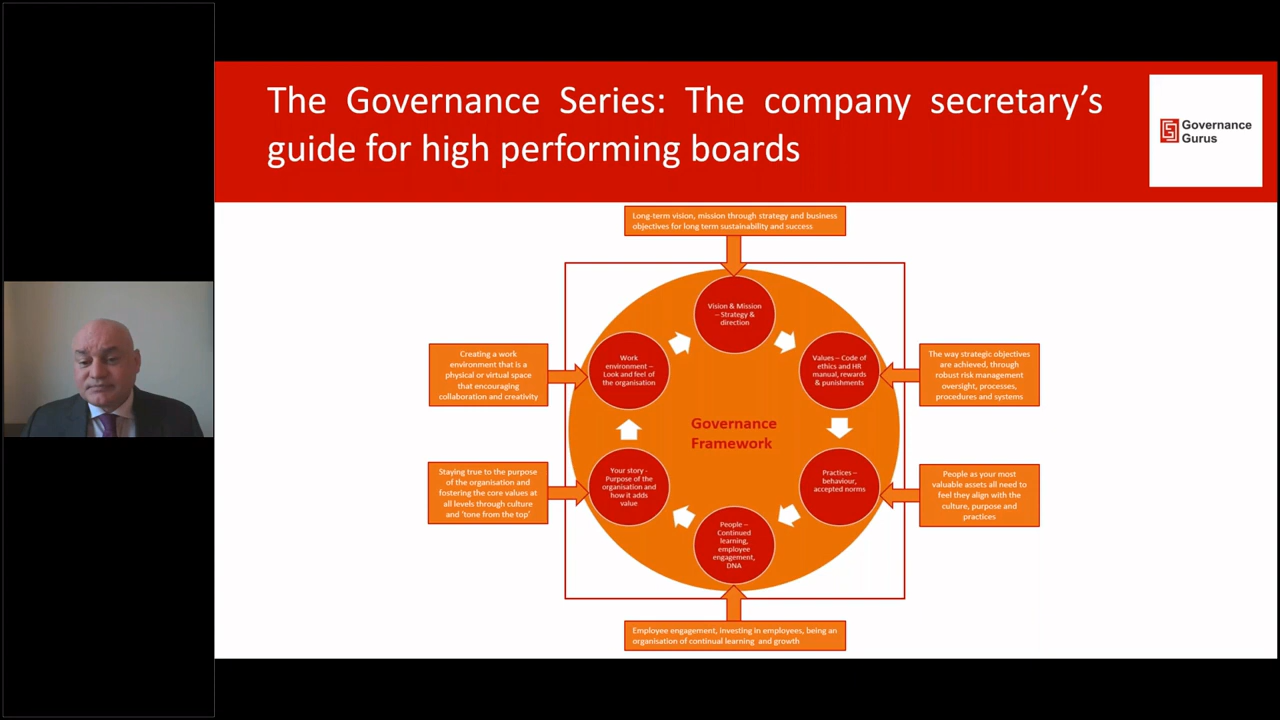 The Governance Series: The company secretary's
guide for high performing boards
Governance
Gurus
Long-term vision, mission through strategy and business
objectives for long term sustainability and success
Vision & Mission
– Strategy &
direction
Creating a work
environment that is a
physical or virtual space
that encouraging
collaboration and creativity
Work
environment –
Look and feel of
the organisation
Values – Code of
ethics and HR
manual, rewards
& punishments
The way strategic objectives
are achieved, through
robust risk management
oversight, processes,
procedures and systems
Governance
Framework
Staying true to the purpose
of the organisation and
fostering the core values at
all levels through culture
and 'tone from the top'
Your story -
Purpose of the
organisation and
how it adds
value
Practices –
behaviour,
accepted norms
People as your most
valuable assets all need to
feel they align with the
culture, purpose and
practices
People –
Continued
learning,
employee
engagement,
DNA
Employee engagement, investing in employees, being an
organisation of continual learning and growth